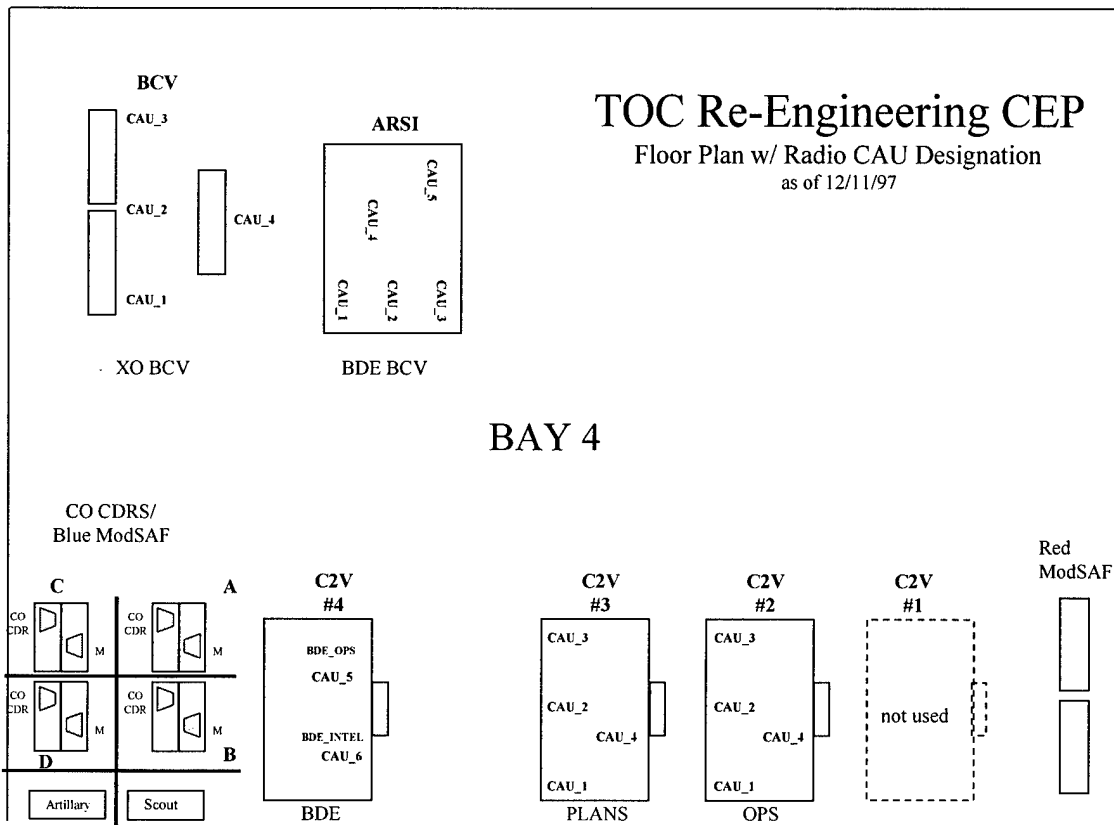 TOC Re-Engineering CEP
Floor Plan w/ Radio CAU Designation
as of 12/11/97
BCV
CAU_3
CAU_2
CAU_1
CAU_4
XO BCV
ARSI
CAU_5
CAU_4
CAU_1
CAU_2
CAU_3
BDE BCV
BAY 4
CO CDRS/
Blue ModSAF
C
CO
CDR
M
A
CO
CDR
M
CO
CDR
M
D
CO
CDR
M
B
Artillary
Scout
C2V
#4
BDE_OPS
CAU_5
BDE_INTEL
CAU_6
BDE
C2V
#3
CAU_3
CAU_2
CAU_4
CAU_1
PLANS
C2V
#2
CAU_3
CAU_2
CAU_4
CAU_1
OPS
C2V
#1
not used
Red
ModSAF